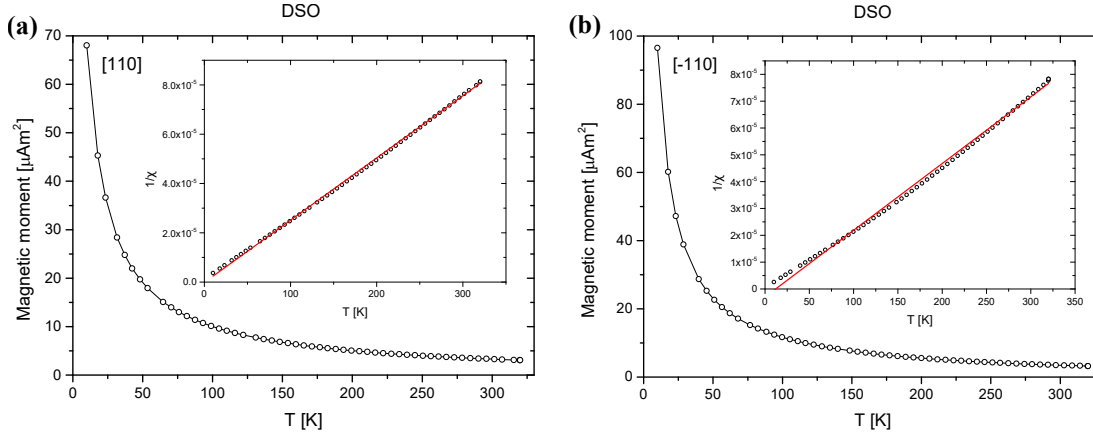 DSO
(a)
[110]
Magnetic moment [μAm²]
70
60
50
40
30
20
10
0
0 50 100 150 200 250 300
T [K]
1/χ
8.0x10⁻⁵
6.0x10⁻⁵
4.0x10⁻⁵
2.0x10⁻⁵
0.0
0 100 200 300
T [K]
DSO
(b)
[-110]
Magnetic moment [μAm²]
100
80
60
40
20
0
0 50 100 150 200 250 300
T [K]
1/χ
8x10⁻⁵
7x10⁻⁵
6x10⁻⁵
5x10⁻⁵
4x10⁻⁵
3x10⁻⁵
2x10⁻⁵
1x10⁻⁵
0
0 50 100 150 200 250 300 350
T [K]